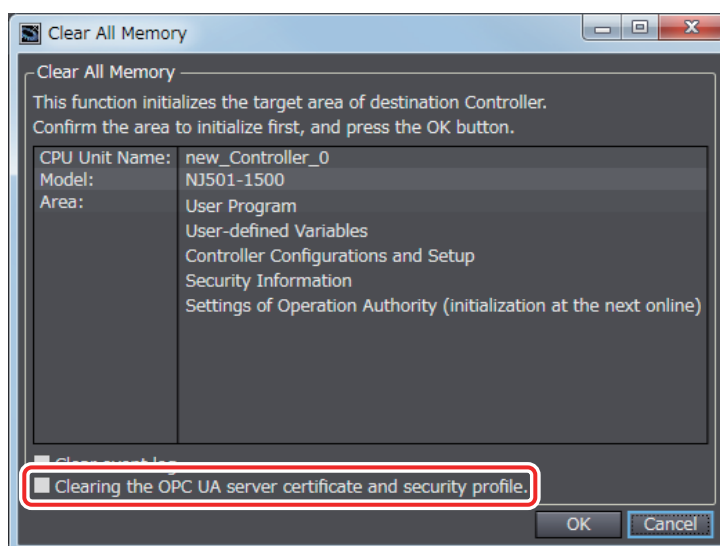 Clear All Memory
Clear All Memory
This function initializes the target area of destination Controller.
Confirm the area to initialize first, and press the OK button.
CPU Unit Name: new_Controller_0
Model: NJ501-1500
Area: User Program
User-defined Variables
Controller Configurations and Setup
Security Information
Settings of Operation Authority (initialization at the next online)
Clear event log
Clearing the OPC UA server certificate and security profile.
OK Cancel